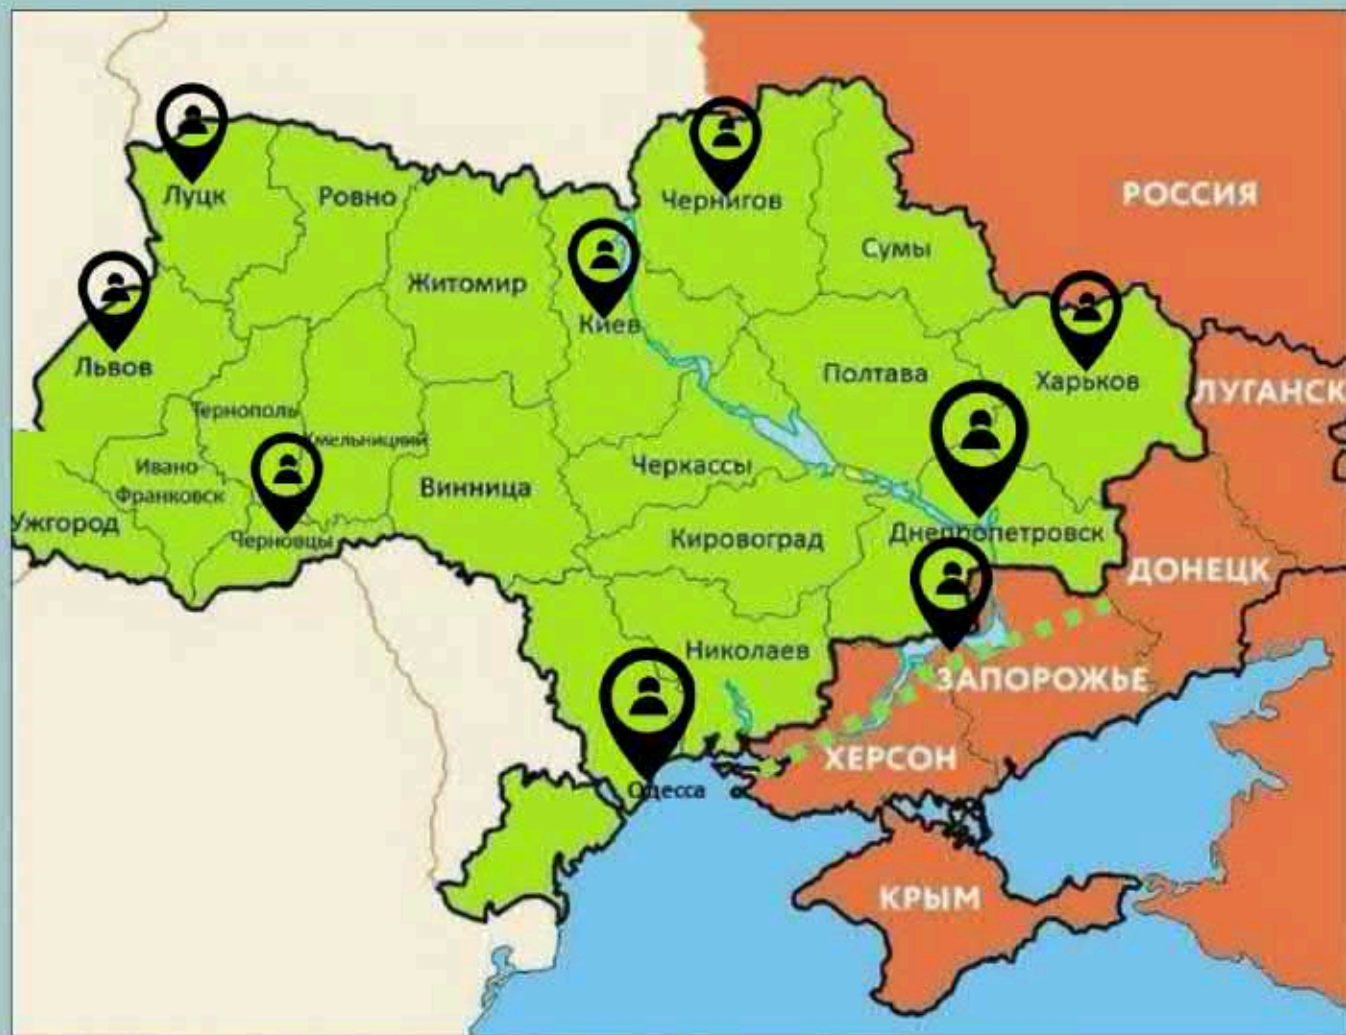 Луцк
Ровно
Чернигов
РОССИЯ
Сумы
Житомир
Киев
Львов
Полтава
Харьков
ЛУГАНСК
Тернополь
Хмельницкий
Ивано
Франковск
Черкассы
Винница
Ужгород
Черновцы
Кировоград
Днепропетровск
ДОНЕЦК
Николаев
ЗАПОРОЖЬЕ
ХЕРСОН
Одесса
КРЫМ